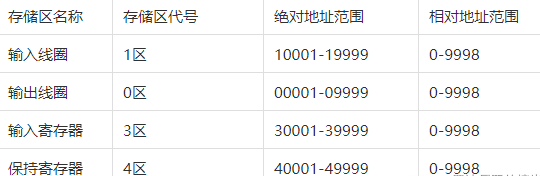 存储区名称 存储区代号 绝对地址范围 相对地址范围
输入线圈 1区 10001-19999 0-9998
输出线圈 0区 00001-09999 0-9998
输入寄存器 3区 30001-39999 0-9998
保持寄存器 4区 40001-49999 0-9998